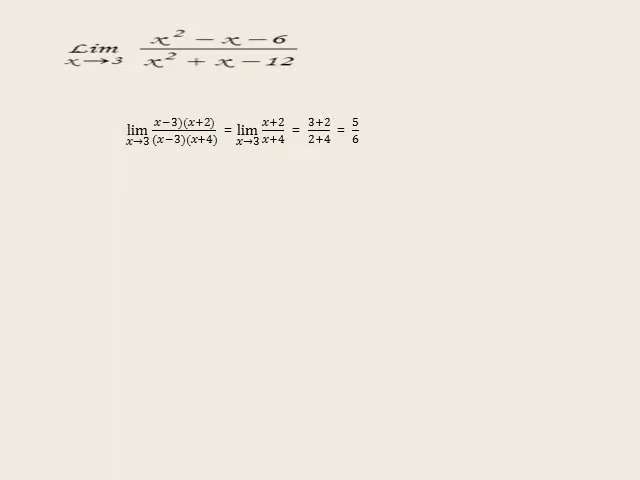 Lim x→3 x² − x − 6 / x² + x − 12
lim x→3 x−3)(x+2) / (x−3)(x+4) = lim x→3 x+2 / x+4 = 3+2 / 2+4 = 5 / 6